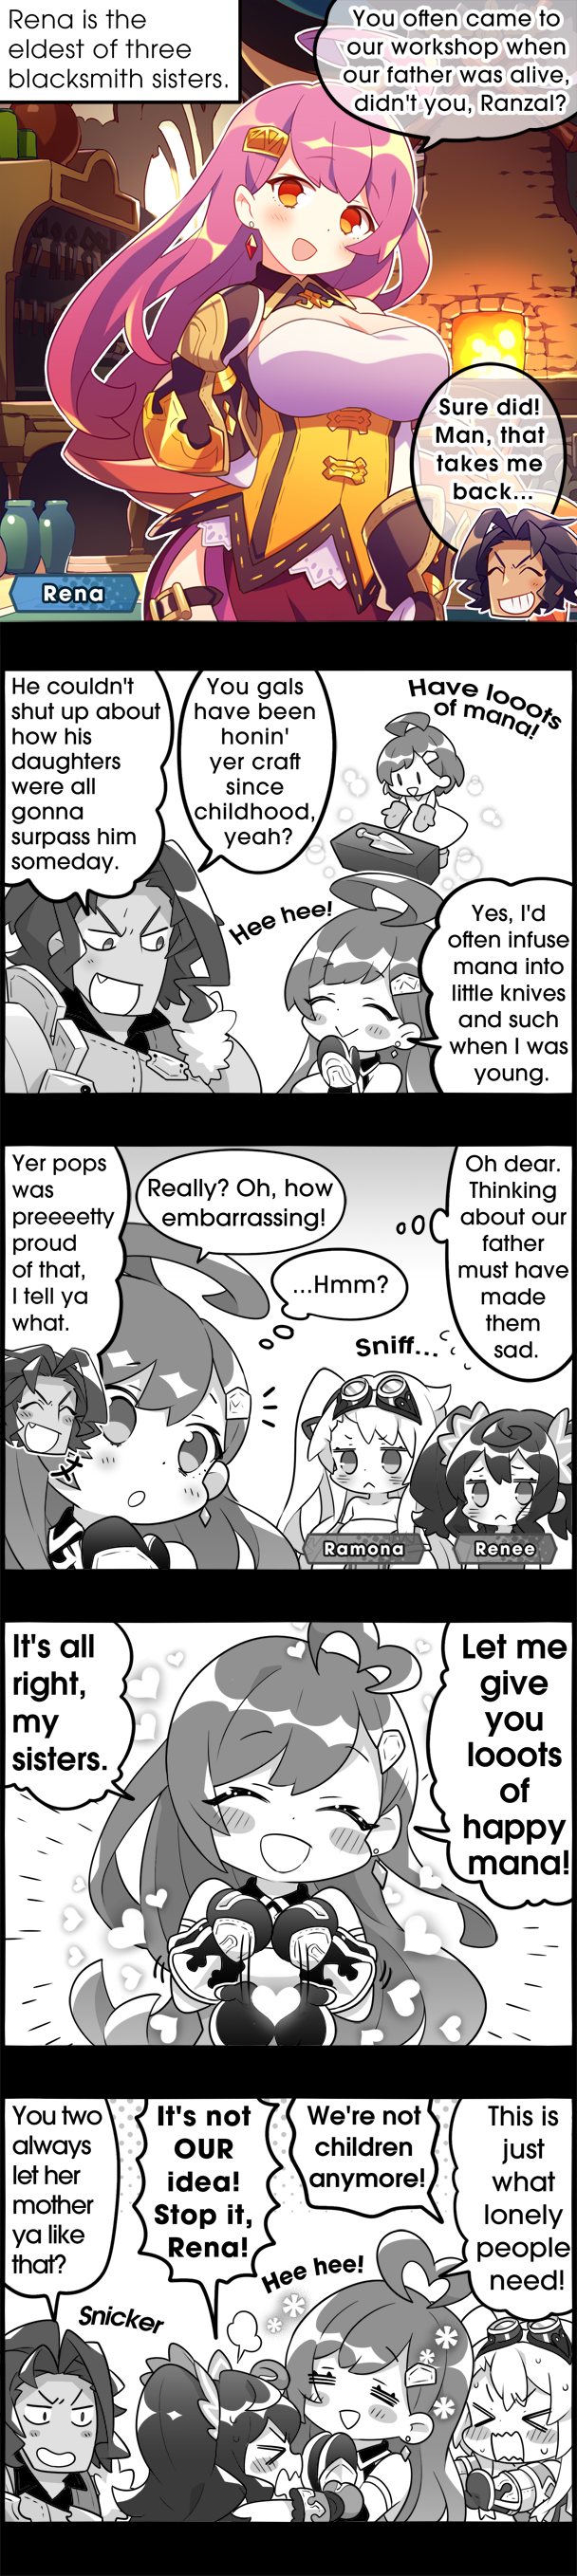 Rena is the
eldest of three
blacksmith sisters.
You often came to
our workshop when
our father was alive,
didn't you, Ranzal?
Sure did!
Man, that
takes me
back...
Rena
He couldn't
shut up about
how his
daughters
were all
gonna
surpass him
someday.
You gals
have been
honin'
yer craft
since
childhood,
yeah?
Have looots
of mana!
Hee hee!
Yes, I'd
often infuse
mana into
little knives
and such
when I was
young.
Yer pops
was
preeeetty
proud
of that,
I tell ya
what.
Really? Oh, how
embarrassing!
...Hmm?
Oh dear.
Thinking
about our
father
must have
made
them
sad.
Sniff...
Ramona
Renee
It's all
right,
my
sisters.
Let me
give
you
looots
of
happy
mana!
You two
always
let her
mother
ya like
that?
It's not
OUR
idea!
Stop it,
Rena!
We're not
children
anymore!
This is
just
what
lonely
people
need!
Snicker
Hee hee!